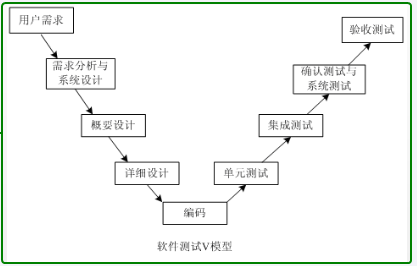 用户需求
需求分析与
系统设计
概要设计
详细设计
编码
单元测试
集成测试
确认测试与
系统测试
验收测试
软件测试V模型